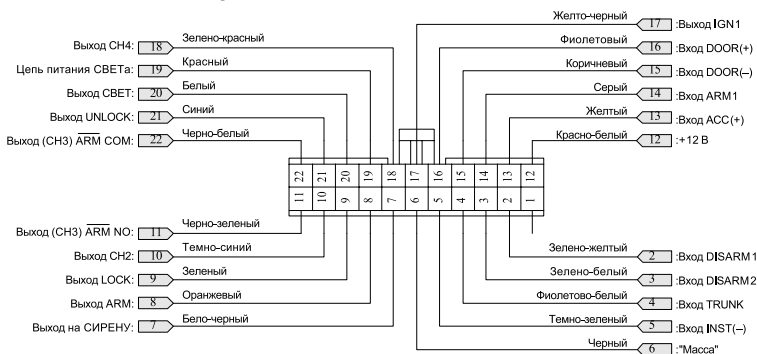 Желто-черный 17 :Выход IGN1
Выход CH4: 18 Зелено-красный
Фиолетовый 16 :Вход DOOR(+)
Цепь питания СВЕТа: 19 Красный
Коричневый 15 :Вход DOOR(–)
Выход СВЕТ: 20 Белый
Серый 14 :Вход ARM1
Выход UNLOCK: 21 Синий
Желтый 13 :Вход ACC(+)
Выход (CH3) ARM COM: 22 Черно-белый
Красно-белый 12 :+12 В
22 21 20 19 18 17 16 15 14 13 12
11 10 9 8 7 6 5 4 3 2 1
Выход (CH3) ARM NO: 11 Черно-зеленый
Выход CH2: 10 Темно-синий
Зелено-желтый 2 :Вход DISARM1
Выход LOCK: 9 Зеленый
Зелено-белый 3 :Вход DISARM2
Выход ARM: 8 Оранжевый
Фиолетово-белый 4 :Вход TRUNK
Выход на СИРЕНУ: 7 Бело-черный
Темно-зеленый 5 :Вход INST(–)
Черный 6 :"Масса"